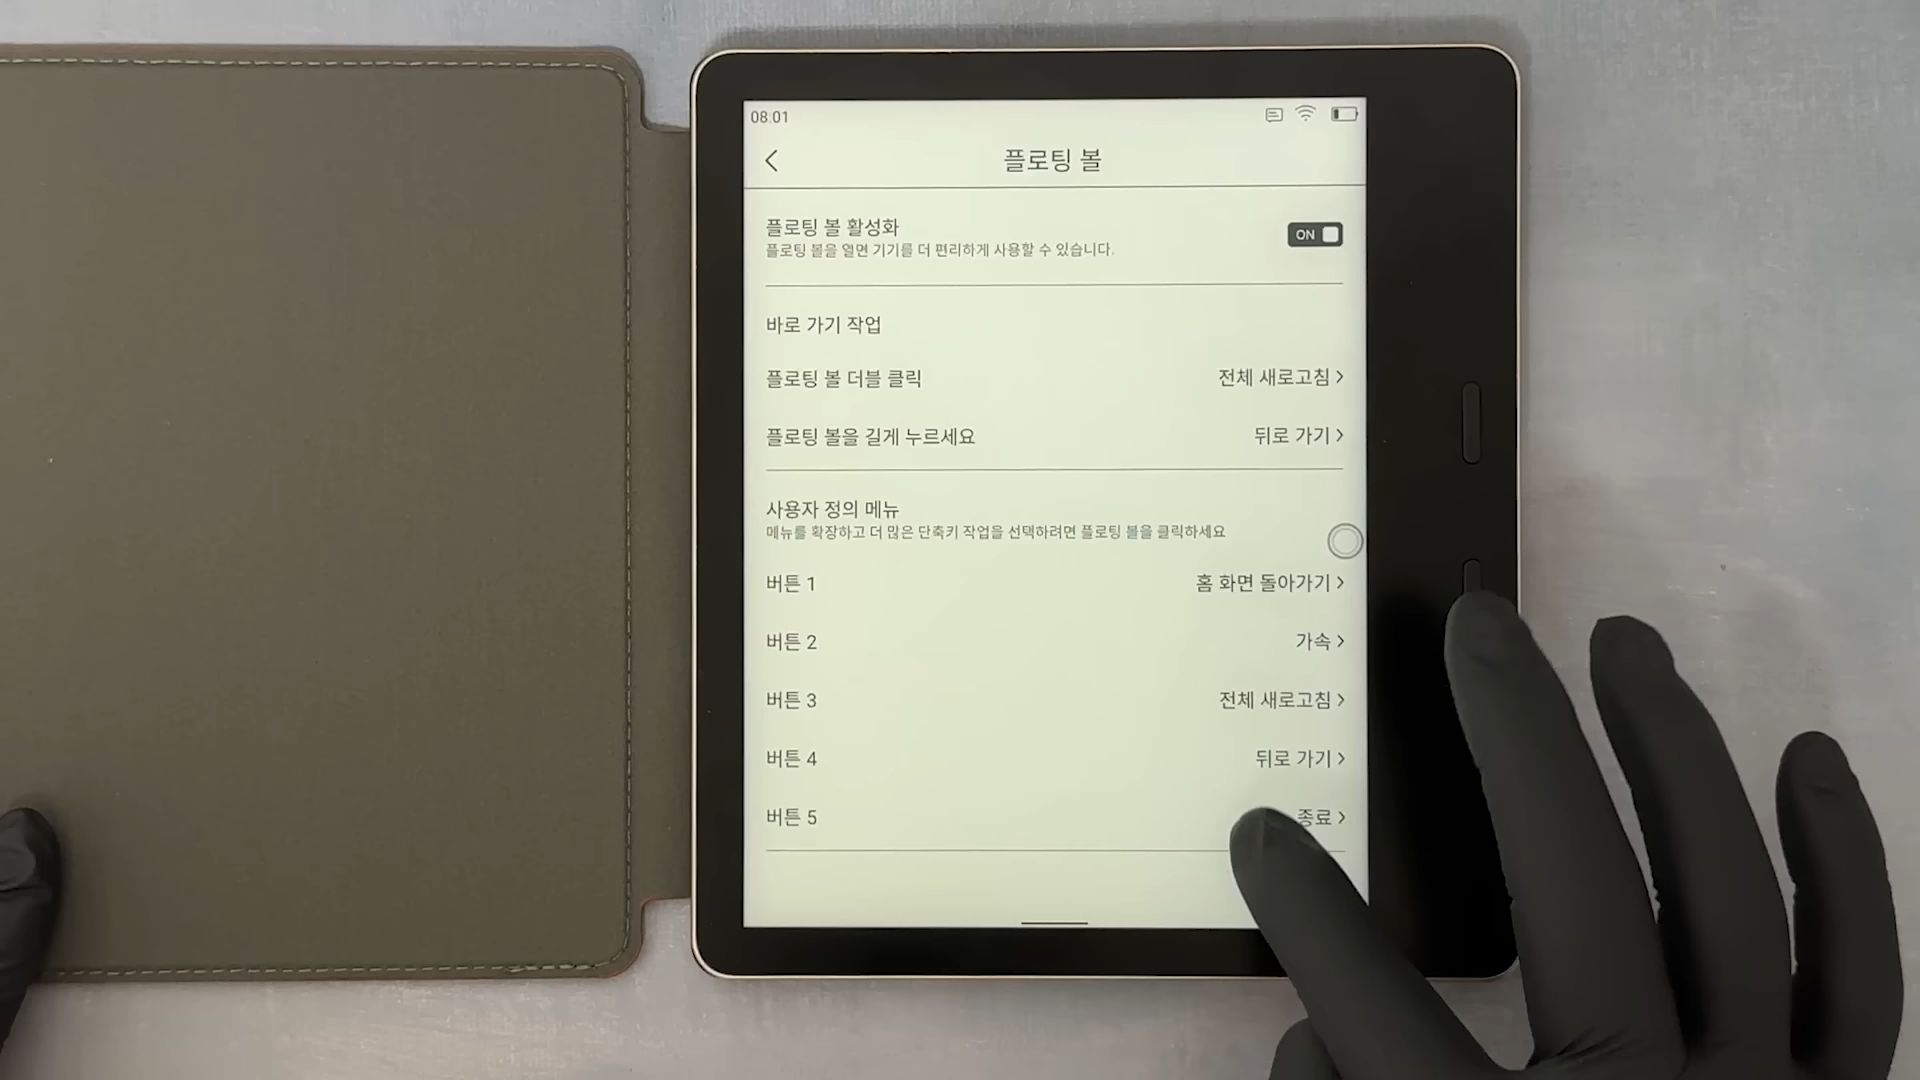 08:01
플로팅 볼
플로팅 볼 활성화
ON
플로팅 볼을 열면 기기를 더 편리하게 사용할 수 있습니다.
바로 가기 작업
플로팅 볼 더블 클릭 전체 새로고침 >
플로팅 볼을 길게 누르세요 뒤로 가기 >
사용자 정의 메뉴
메뉴를 확장하고 더 많은 단축키 작업을 선택하려면 플로팅 볼을 클릭하세요
버튼 1 홈 화면 돌아가기 >
버튼 2 가속 >
버튼 3 전체 새로고침 >
버튼 4 뒤로 가기 >
버튼 5 종료 >